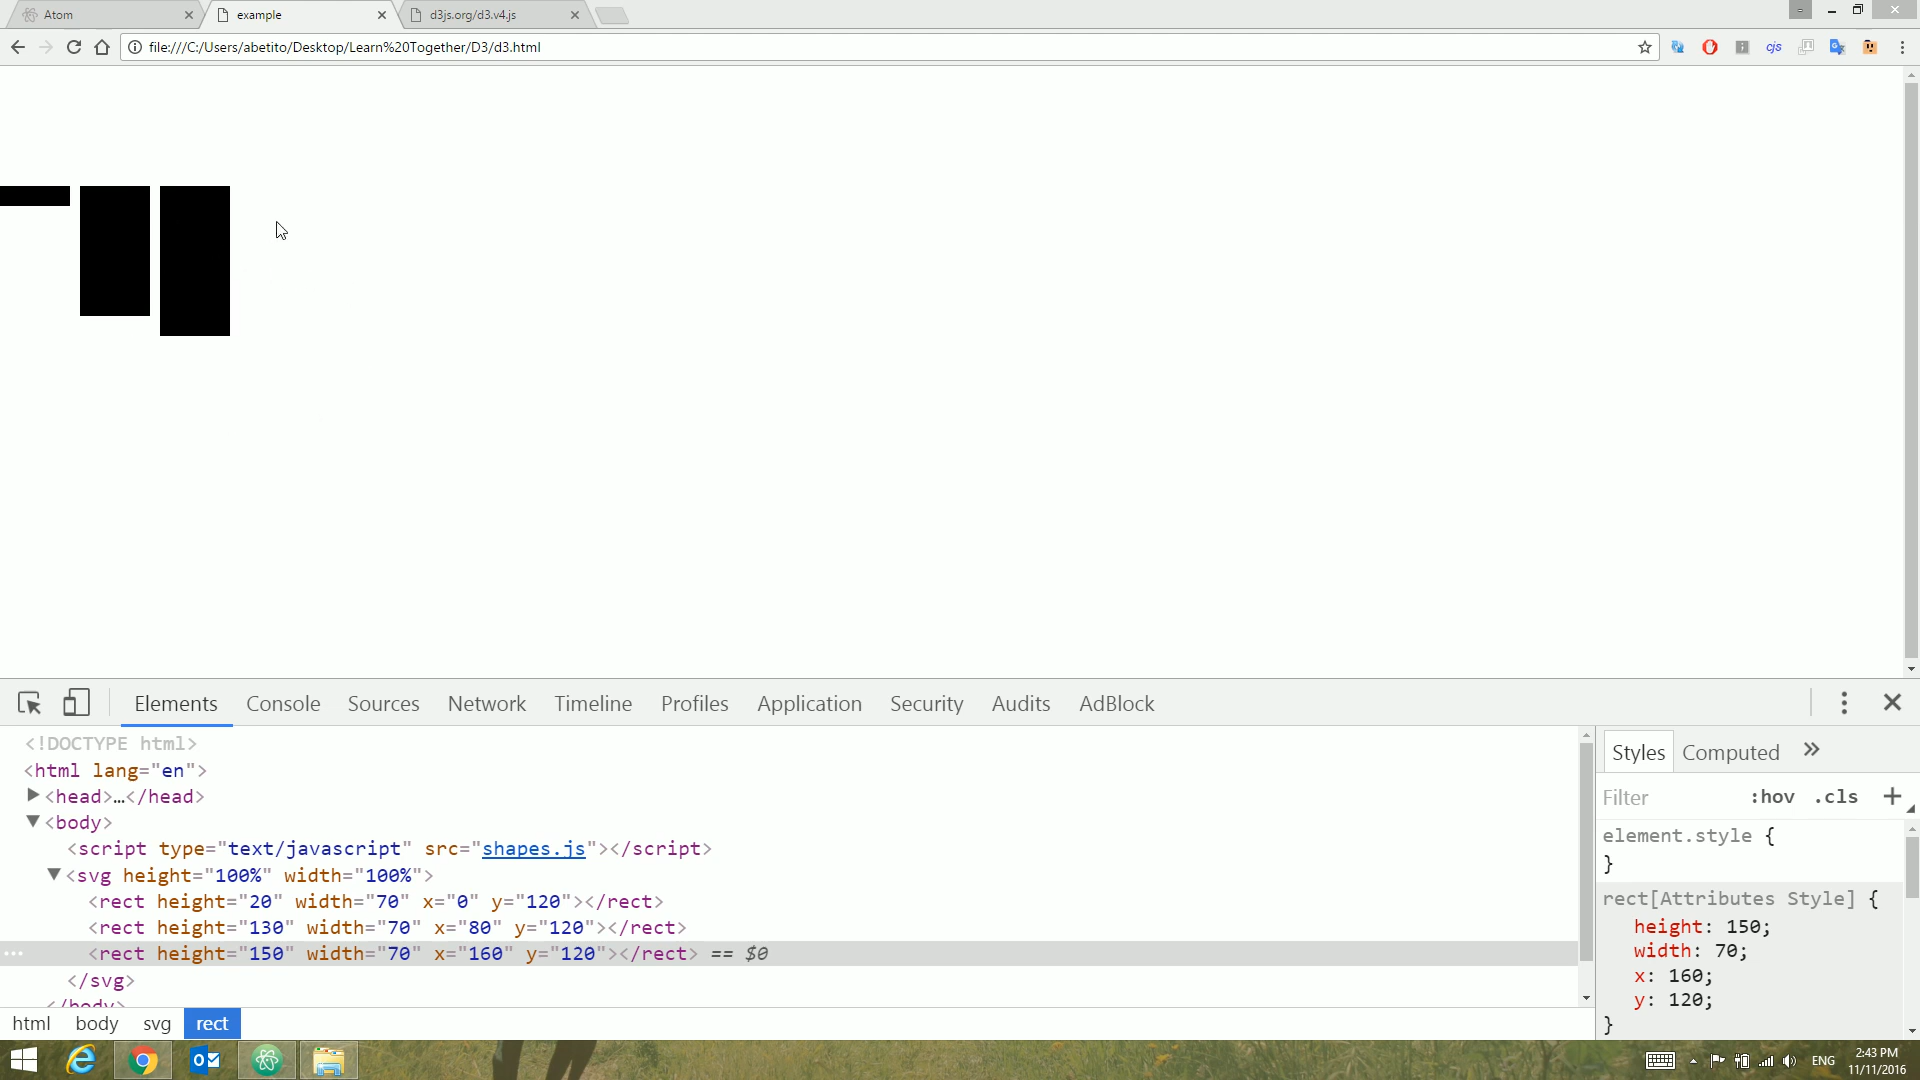 Atom
example
d3js.org/d3.v4.js
file:///C:/Users/abetito/Desktop/Learn%20Together/D3/d3.html
cjs
Elements Console Sources Network Timeline Profiles Application Security Audits AdBlock
<!DOCTYPE html>
<html lang="en">
<head>…</head>
<body>
<script type="text/javascript" src="shapes.js"></script>
<svg height="100%" width="100%">
<rect height="20" width="70" x="0" y="120"></rect>
<rect height="130" width="70" x="80" y="120"></rect>
... <rect height="150" width="70" x="160" y="120"></rect> == $0
</svg>
</body>
html body svg rect
Styles Computed »
Filter :hov .cls +
element.style {
}
rect[Attributes Style] {
height: 150;
width: 70;
x: 160;
y: 120;
}
ENG
2:43 PM
11/11/2016